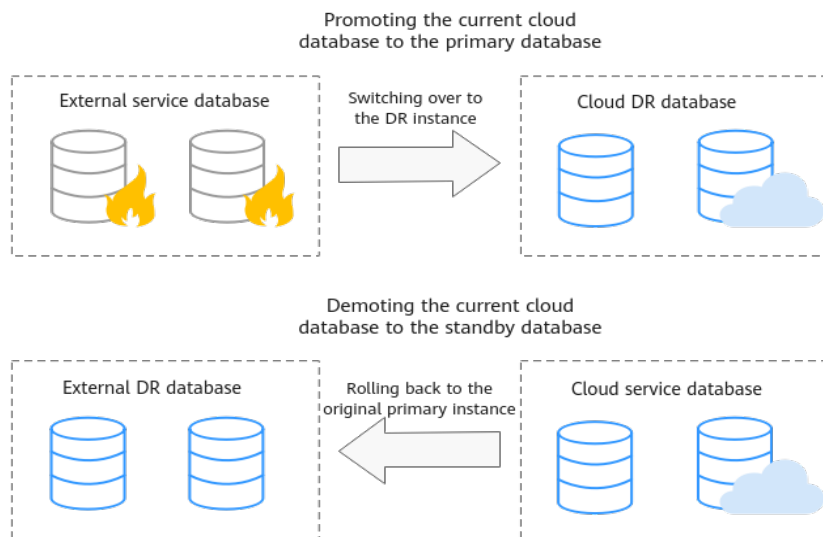 Promoting the current cloud
database to the primary database
External service database
Switching over to
the DR instance
Cloud DR database
Demoting the current cloud
database to the standby database
External DR database
Rolling back to the
original primary instance
Cloud service database